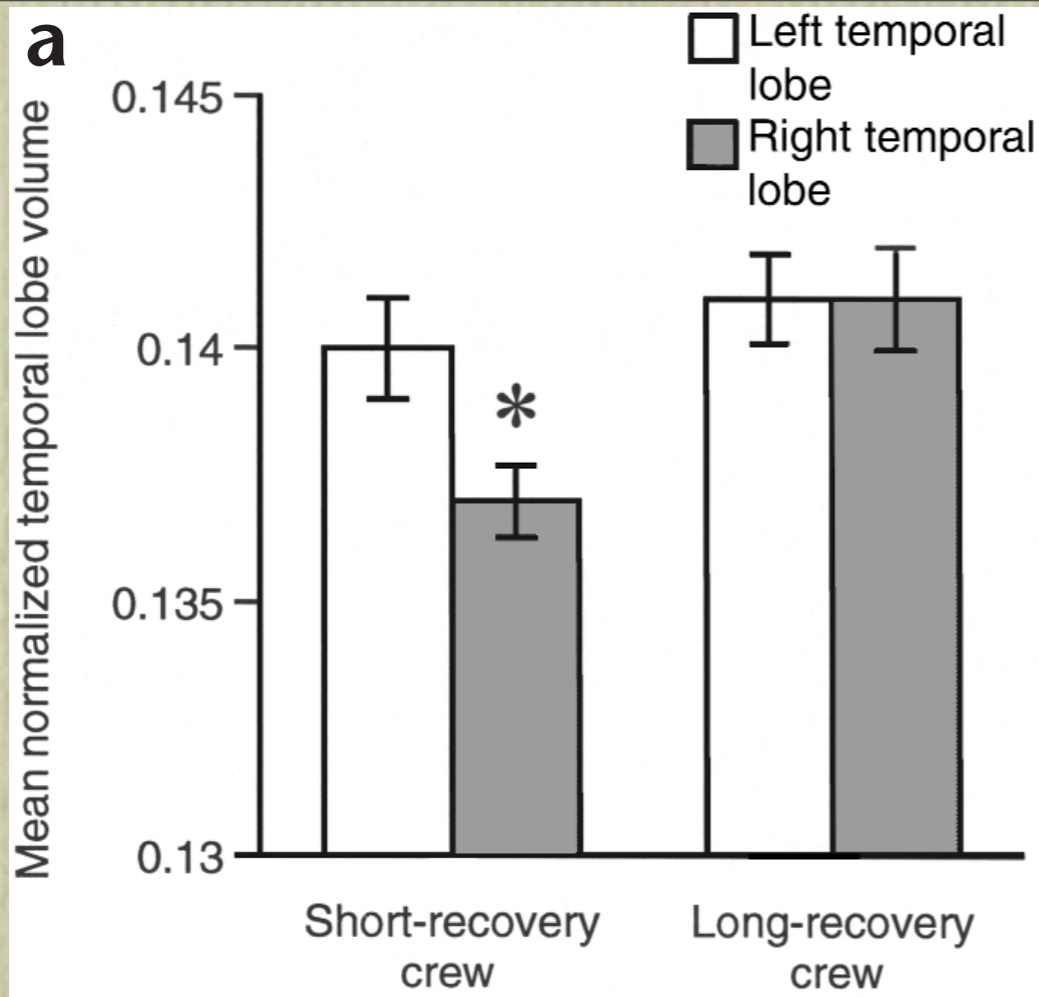 a
Left temporal
lobe
Right temporal
lobe
Mean normalized temporal lobe volume
0.145
0.14
0.135
0.13
*
Short-recovery
crew
Long-recovery
crew